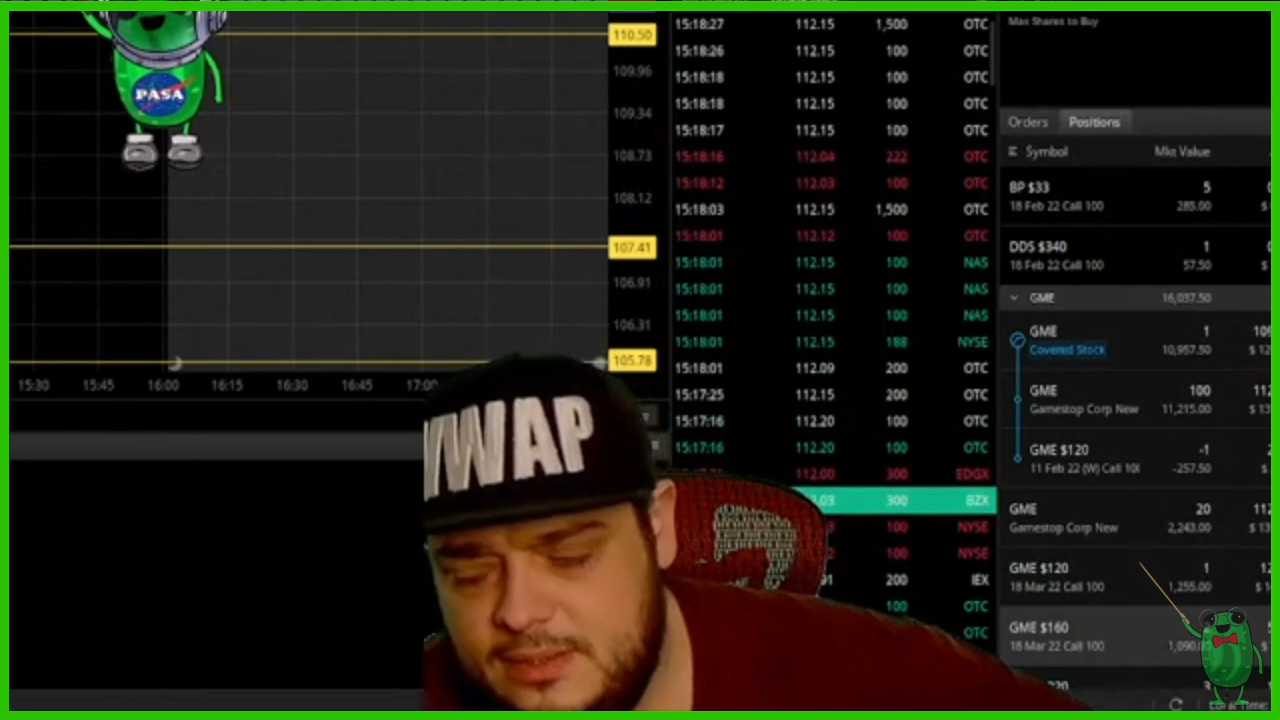 110.50
109.96
109.34
108.73
108.12
107.41
106.91
106.31
105.78
PASA
15:30 15:45 16:00 16:15 16:30 16:45 17:00
VWAP
15:18:27 112.15 1,500 OTC
15:18:26 112.15 100 OTC
15:18:18 112.15 100 OTC
15:18:18 112.15 100 OTC
15:18:17 112.15 100 OTC
15:18:16 112.04 222 OTC
15:18:12 112.03 100 OTC
15:18:03 112.15 1,500 OTC
15:18:01 112.12 100 OTC
15:18:01 112.15 100 NAS
15:18:01 112.15 100 NAS
15:18:01 112.15 100 NAS
15:18:01 112.15 188 NYSE
15:18:01 112.09 200 OTC
15:17:25 112.15 200 OTC
15:17:16 112.20 100 OTC
15:17:16 112.20 100 OTC
112.00 300 EDGX
.03 300 BZX
100 NYSE
100 NYSE
200 IEX
100 OTC
OTC
Max Shares to Buy
Orders Positions
Symbol Mkt Value
BP $33 5
18 Feb 22 Call 100 285.00
DDS $340 1
18 Feb 22 Call 100 57.50
GME 16,037.50
GME 1
Covered Stock 10,957.50
GME 100
Gamestop Corp New 11,215.00
GME $120 -1
11 Feb 22 (W) Call 10 -257.50
GME 20
Gamestop Corp New 2,243.00
GME $120 1
18 Mar 22 Call 100 1,255.00
GME $160
18 Mar 22 Call 100 1,090.